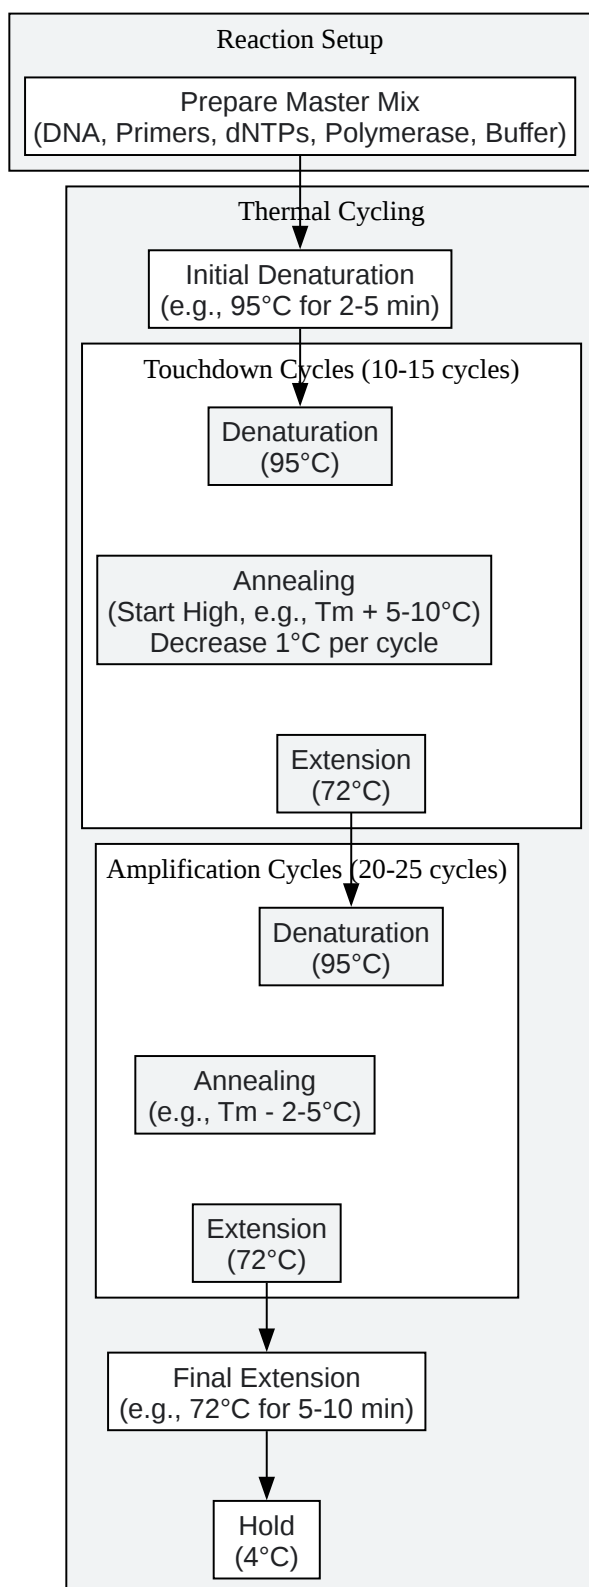 Reaction Setup
Prepare Master Mix
(DNA, Primers, dNTPs, Polymerase, Buffer)
Thermal Cycling
Initial Denaturation
(e.g., 95°C for 2-5 min)
Touchdown Cycles (10-15 cycles)
Denaturation
(95°C)
Annealing
(Start High, e.g., Tm + 5-10°C)
Decrease 1°C per cycle
Extension
(72°C)
Amplification Cycles (20-25 cycles)
Denaturation
(95°C)
Annealing
(e.g., Tm - 2-5°C)
Extension
(72°C)
Final Extension
(e.g., 72°C for 5-10 min)
Hold
(4°C)